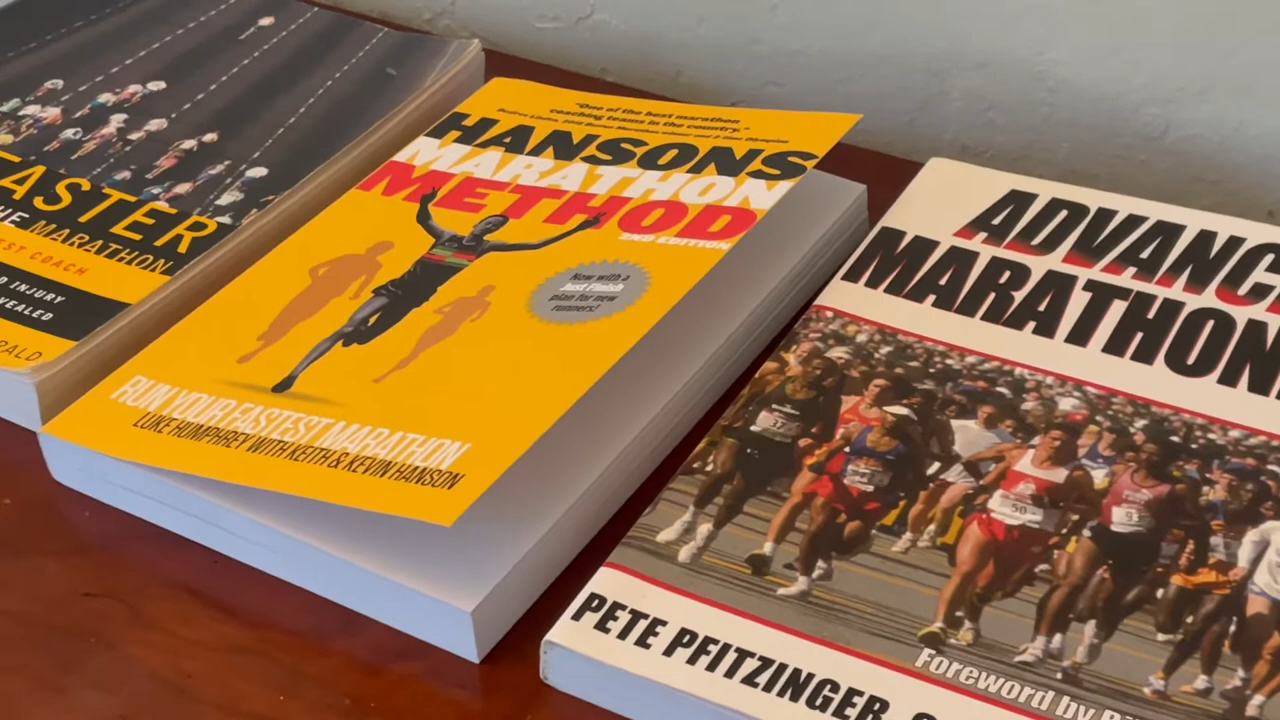 ASTER
HE MARATHON
EST COACH
D INJURY
VEALED
RALD
"One of the best marathon
coaching teams in the country."
HANSONS
MARATHON
METHOD
2ND EDITION
Now with a
Just Finish
plan for new
runners!
RUN YOUR FASTEST MARATHON
LUKE HUMPHREY WITH KEITH & KEVIN HANSON
ADVANC
MARATHON
50
93
PETE PFITZINGER,
Foreword by